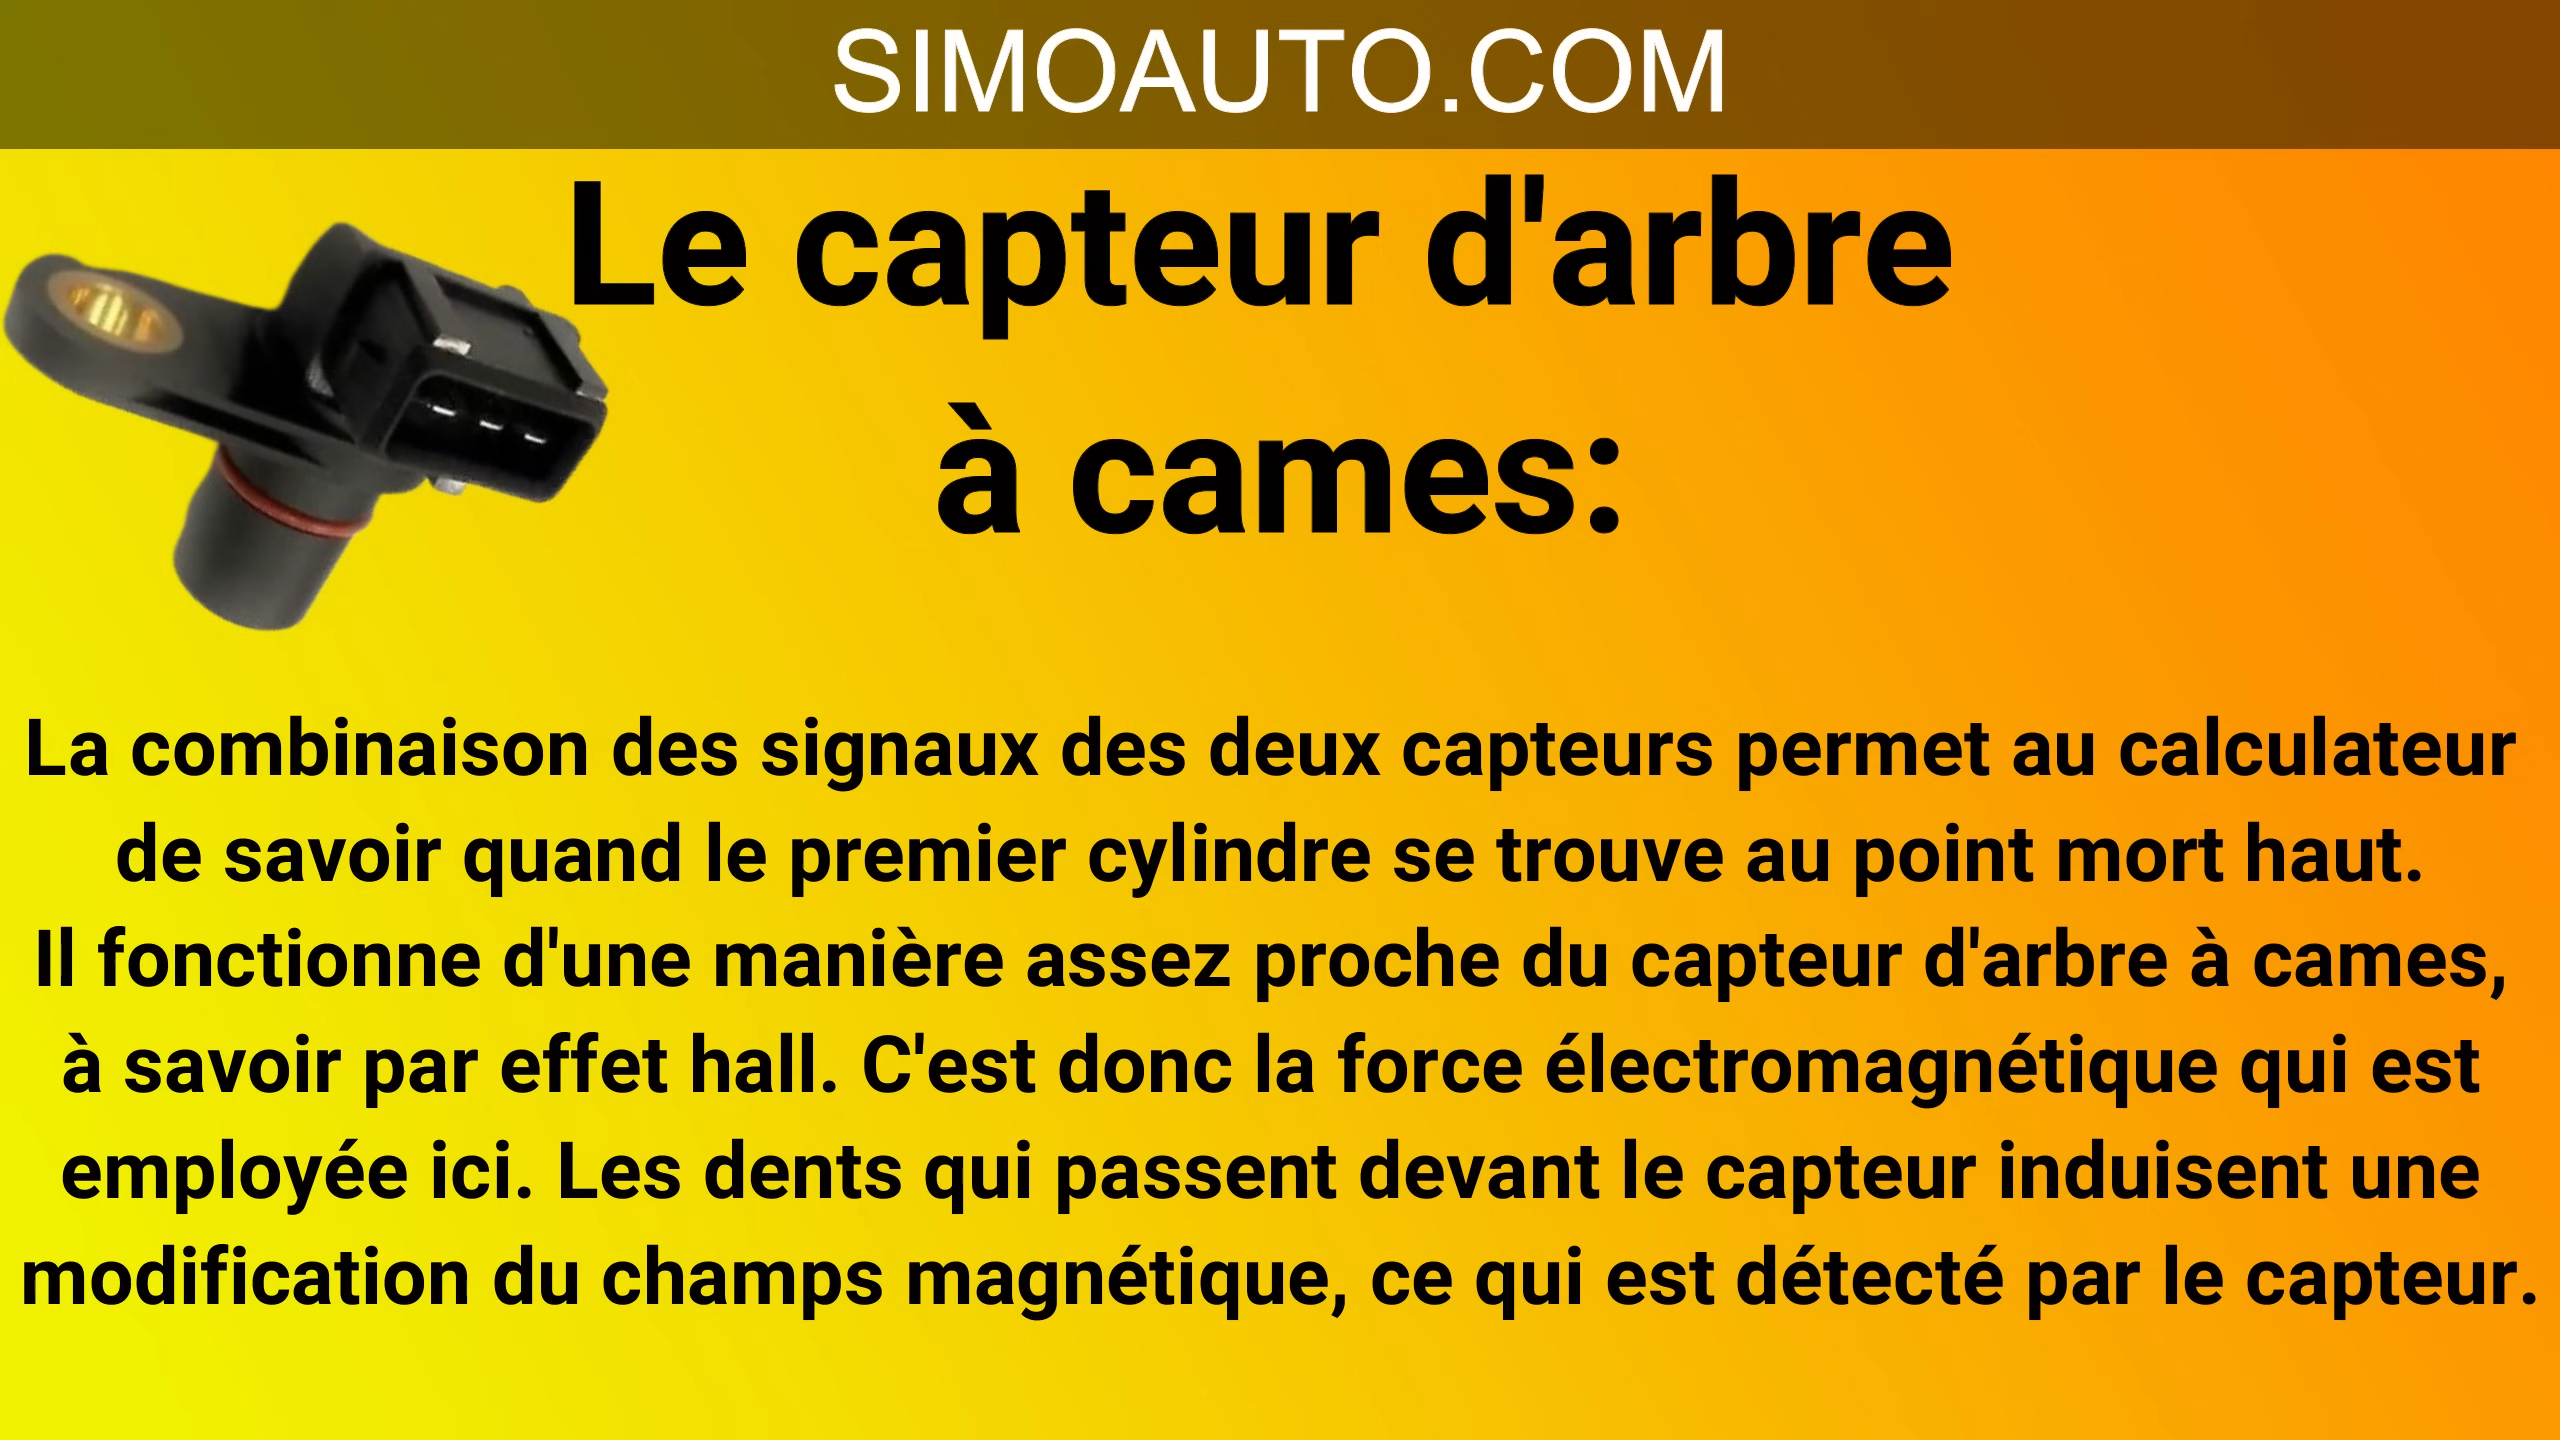 SIMOAUTO.COM
Le capteur d'arbre
à cames:
La combinaison des signaux des deux capteurs permet au calculateur
de savoir quand le premier cylindre se trouve au point mort haut.
Il fonctionne d'une manière assez proche du capteur d'arbre à cames,
à savoir par effet hall. C'est donc la force électromagnétique qui est
employée ici. Les dents qui passent devant le capteur induisent une
modification du champs magnétique, ce qui est détecté par le capteur.